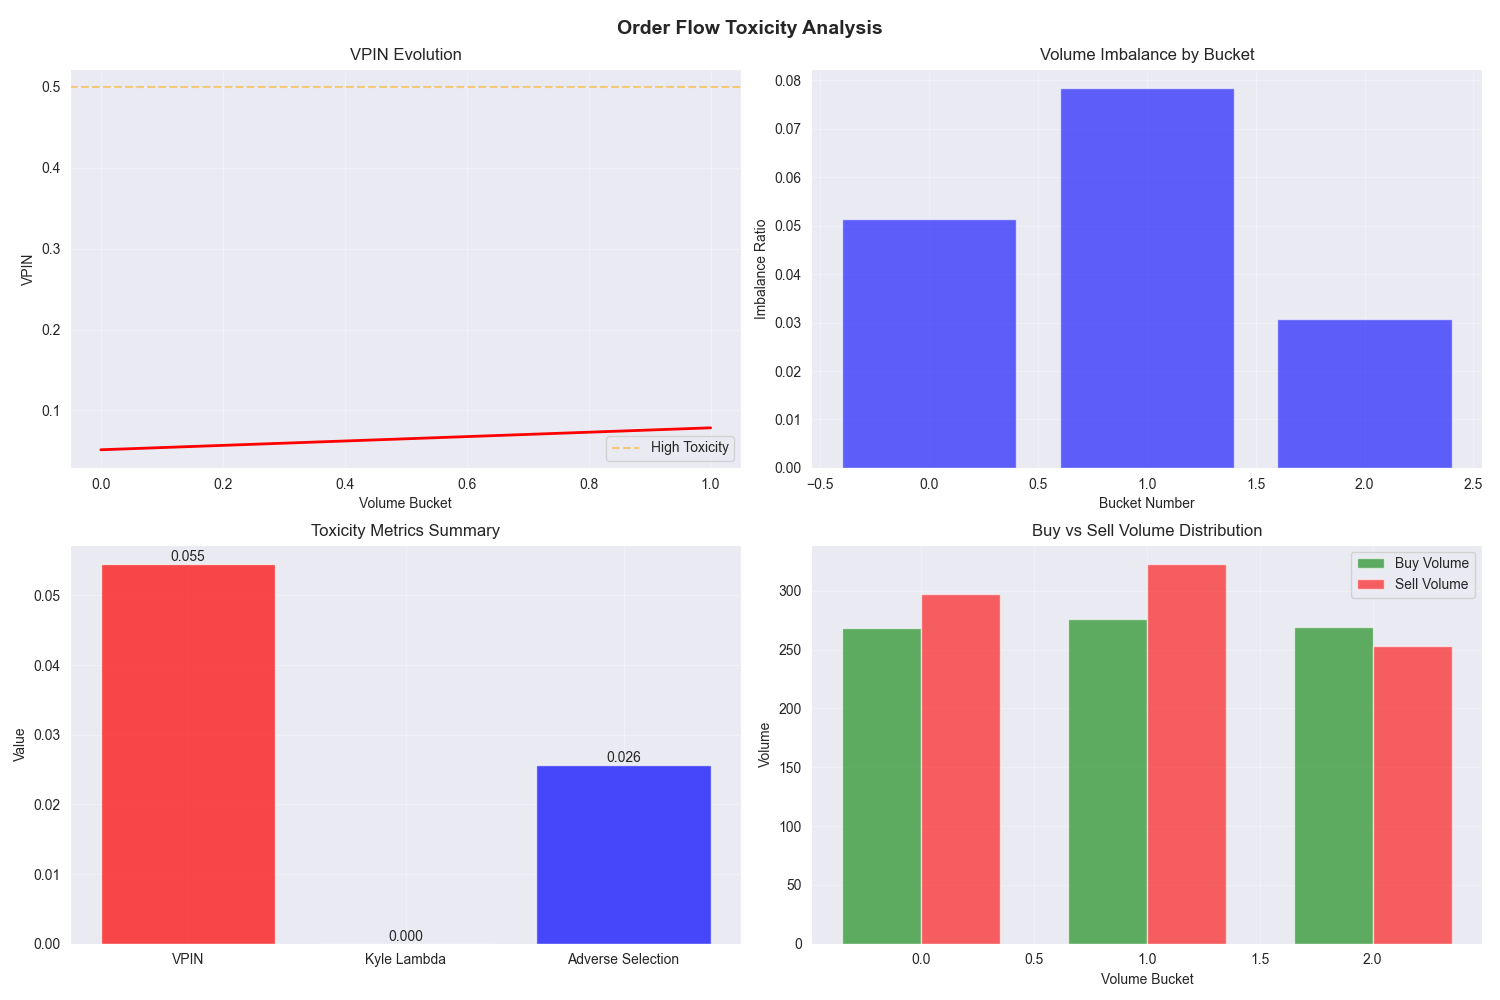 Order Flow Toxicity Analysis
VPIN Evolution
0.5
0.4
0.3
0.2
0.1
VPIN
0.0 0.2 0.4 0.6 0.8 1.0
Volume Bucket
High Toxicity
Volume Imbalance by Bucket
0.08
0.07
0.06
0.05
0.04
0.03
0.02
0.01
0.00
Imbalance Ratio
−0.5 0.0 0.5 1.0 1.5 2.0 2.5
Bucket Number
Toxicity Metrics Summary
0.05
0.04
0.03
0.02
0.01
0.00
Value
0.055
0.000
0.026
VPIN Kyle Lambda Adverse Selection
Buy vs Sell Volume Distribution
Buy Volume
Sell Volume
300
250
200
150
100
50
0
Volume
0.0 0.5 1.0 1.5 2.0
Volume Bucket